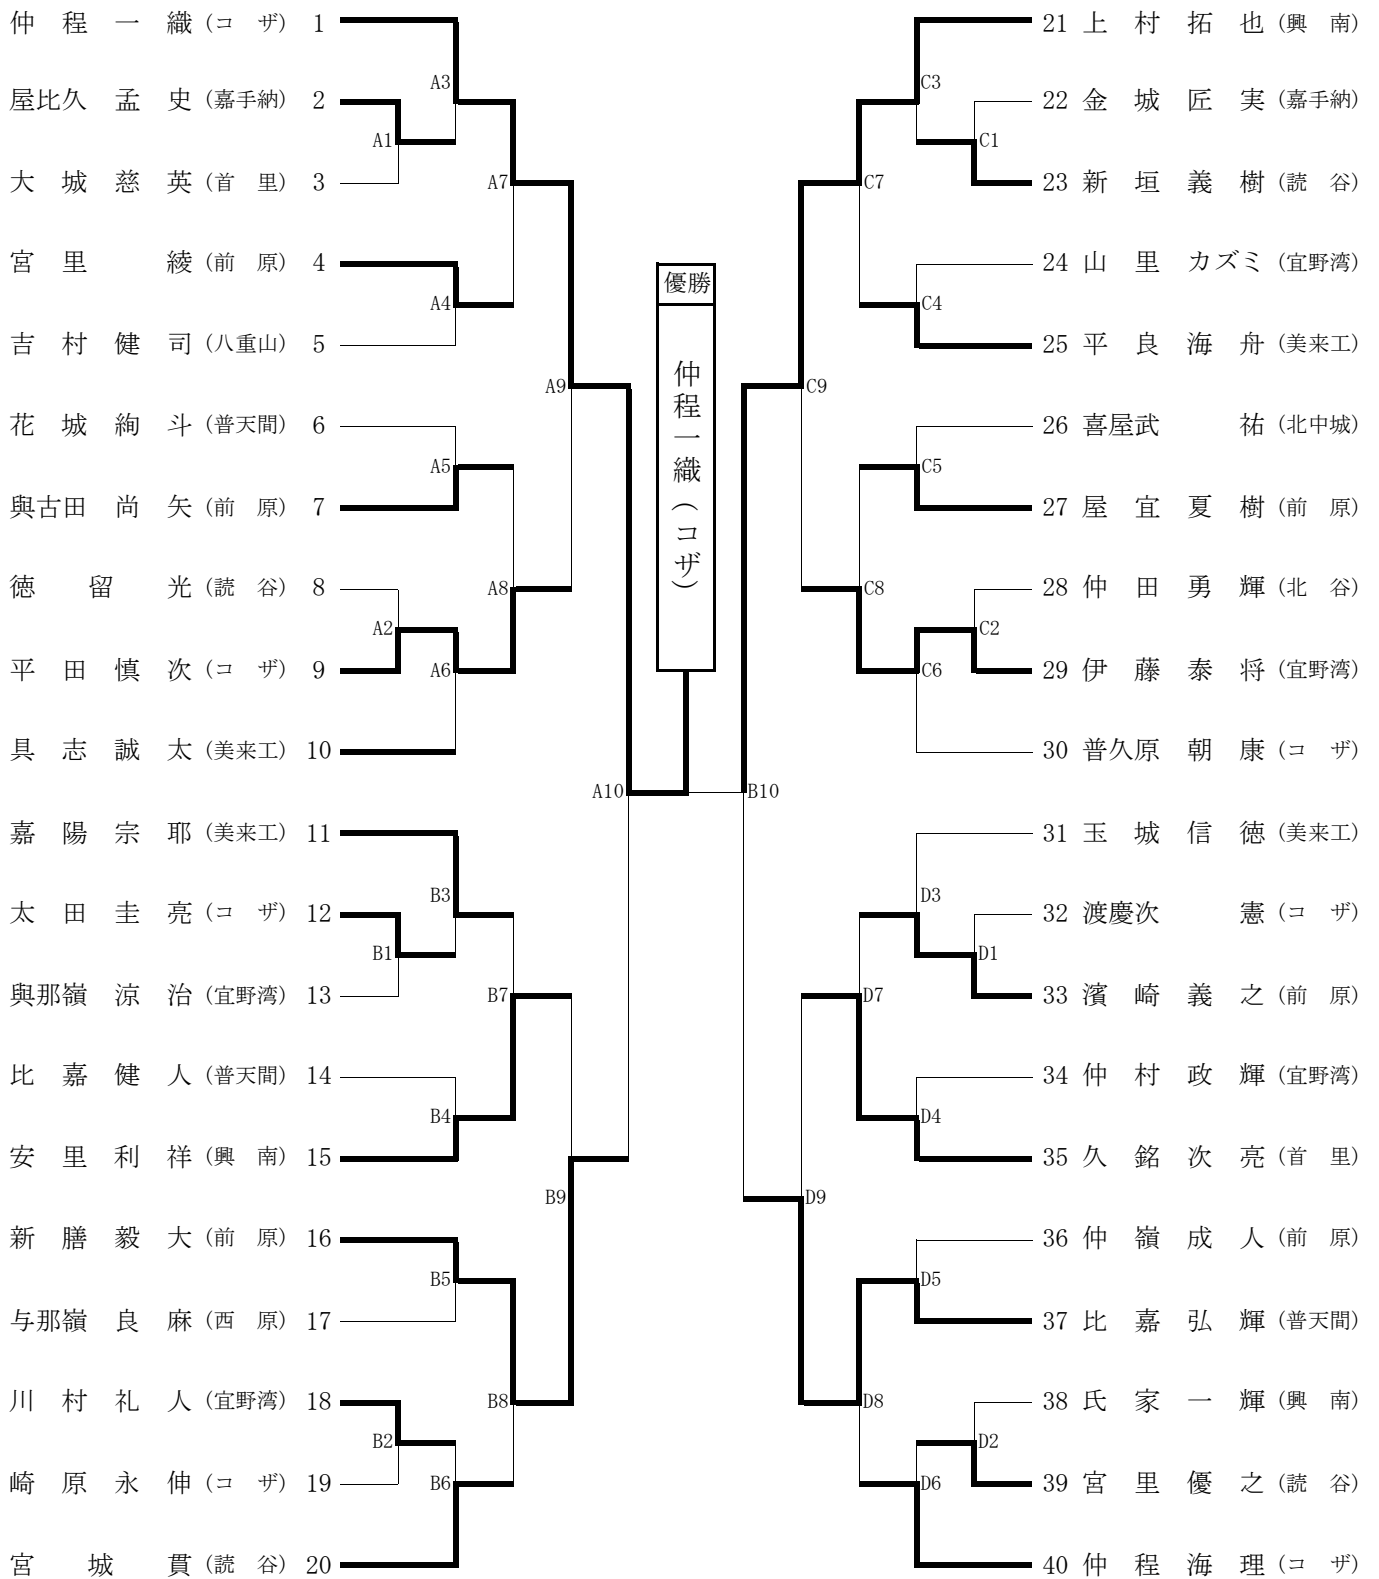 仲程一織(コザ) 1
屋比久孟史(嘉手納) 2
大城慈英(首里) 3
宮里綾(前原) 4
吉村健司(八重山) 5
花城絢斗(普天間) 6
與古田尚矢(前原) 7
徳留光(読谷) 8
平田慎次(コザ) 9
具志誠太(美来工) 10
嘉陽宗耶(美来工) 11
太田圭亮(コザ) 12
與那嶺涼治(宜野湾) 13
比嘉健人(普天間) 14
安里利祥(興南) 15
新膳毅大(前原) 16
与那嶺良麻(西原) 17
川村礼人(宜野湾) 18
崎原永伸(コザ) 19
宮城貫(読谷) 20
A3
A1
A7
A4
A9
A5
A8
A2
A6
A10
B3
B1
B7
B4
B9
B5
B8
B2
B6
優勝
仲程一織(コザ)
C3
C1
C7
C4
C9
C5
C8
C2
C6
B10
D3
D1
D7
D4
D9
D5
D8
D2
D6
21 上村拓也(興南)
22 金城匠実(嘉手納)
23 新垣義樹(読谷)
24 山里カズミ(宜野湾)
25 平良海舟(美来工)
26 喜屋武祐(北中城)
27 屋宜夏樹(前原)
28 仲田勇輝(北谷)
29 伊藤泰将(宜野湾)
30 普久原朝康(コザ)
31 玉城信徳(美来工)
32 渡慶次憲(コザ)
33 濱崎義之(前原)
34 仲村政輝(宜野湾)
35 久銘次亮(首里)
36 仲嶺成人(前原)
37 比嘉弘輝(普天間)
38 氏家一輝(興南)
39 宮里優之(読谷)
40 仲程海理(コザ)